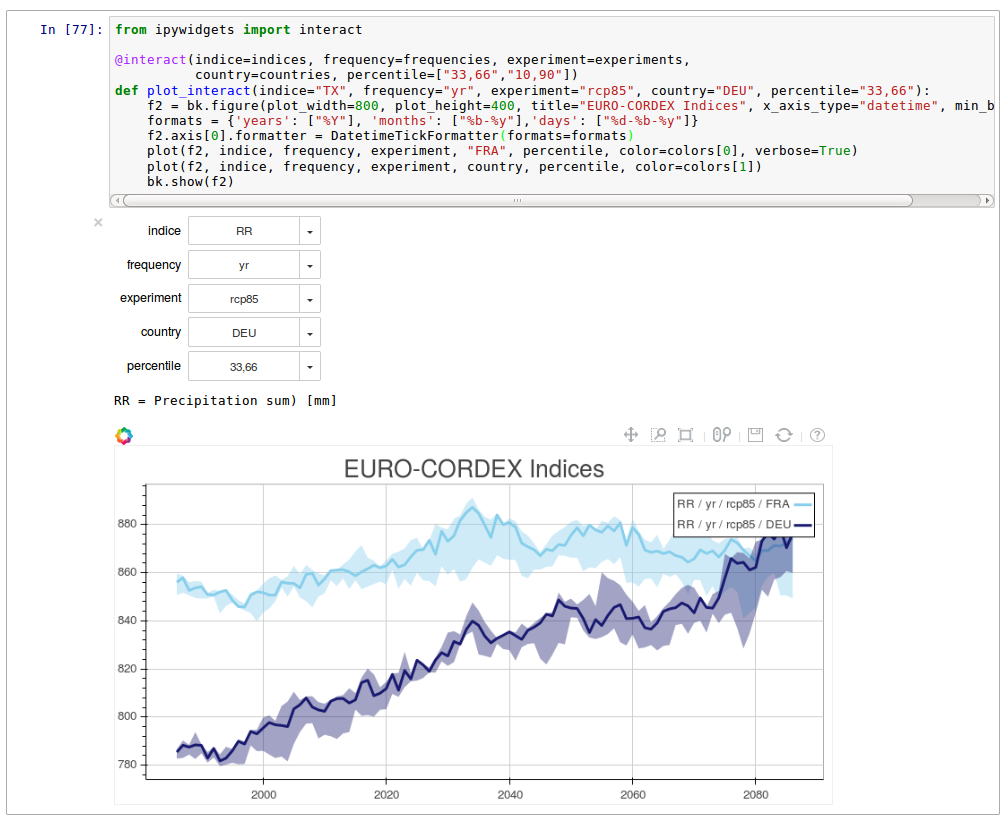 In [77]: from ipywidgets import interact
@interact(indice=indices, frequency=frequencies, experiment=experiments,
country=countries, percentile=["33,66","10,90"])
def plot_interact(indice="TX", frequency="yr", experiment="rcp85", country="DEU", percentile="33,66"):
f2 = bk.figure(plot_width=800, plot_height=400, title="EURO-CORDEX Indices", x_axis_type="datetime", min_b
formats = {'years': ["%Y"], 'months': ["%b-%y"],'days': ["%d-%b-%y"]}
f2.axis[0].formatter = DatetimeTickFormatter(formats=formats)
plot(f2, indice, frequency, experiment, "FRA", percentile, color=colors[0], verbose=True)
plot(f2, indice, frequency, experiment, country, percentile, color=colors[1])
bk.show(f2)
×
indice RR
frequency yr
experiment rcp85
country DEU
percentile 33,66
RR = Precipitation sum) [mm]
?
EURO-CORDEX Indices
RR / yr / rcp85 / FRA
RR / yr / rcp85 / DEU
880
860
840
820
800
780
2000 2020 2040 2060 2080